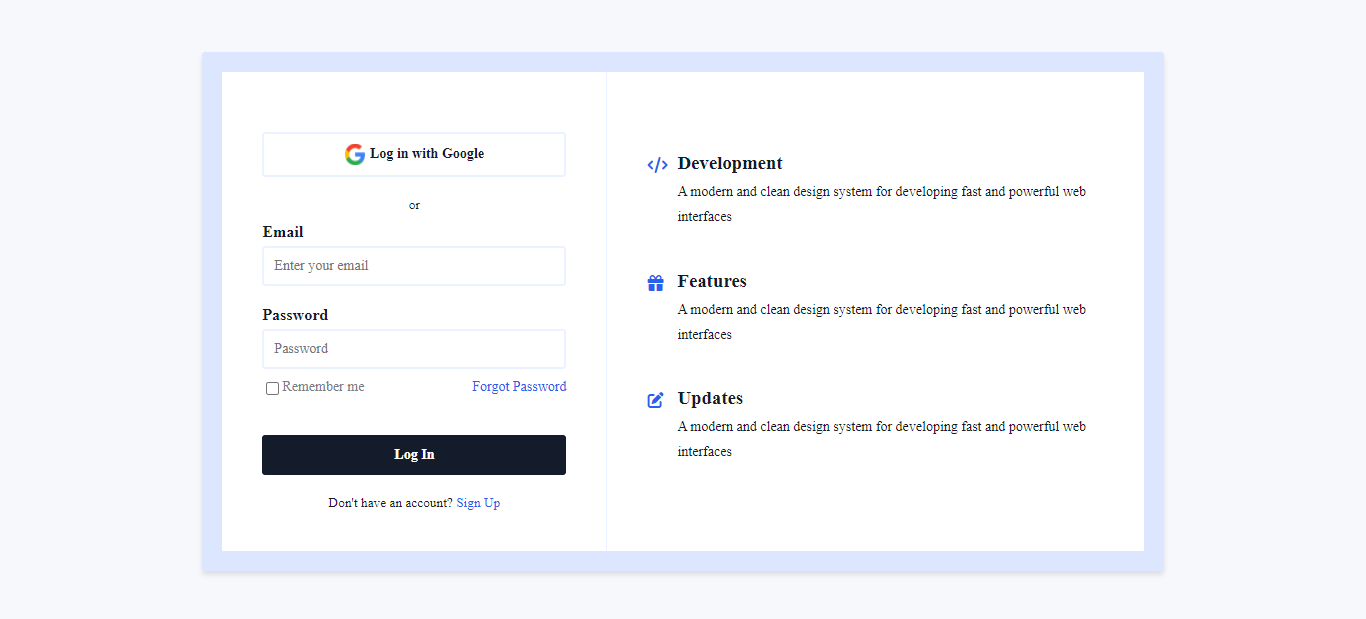 Log in with Google
or
Email
Enter your email
Password
Password
Remember me
Forgot Password
Log In
Don't have an account? Sign Up
Development
A modern and clean design system for developing fast and powerful web
interfaces
Features
A modern and clean design system for developing fast and powerful web
interfaces
Updates
A modern and clean design system for developing fast and powerful web
interfaces